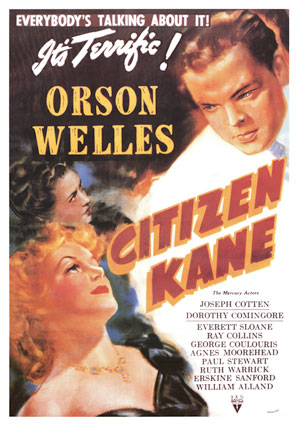 EVERYBODY'S TALKING ABOUT IT!
It's Terrific!
ORSON
WELLES
CITIZEN
KANE
The Mercury Actors
JOSEPH COTTEN
DOROTHY COMINGORE
EVERETT SLOANE
RAY COLLINS
GEORGE COULOURIS
AGNES MOOREHEAD
PAUL STEWART
RUTH WARRICK
ERSKINE SANFORD
WILLIAM ALLAND